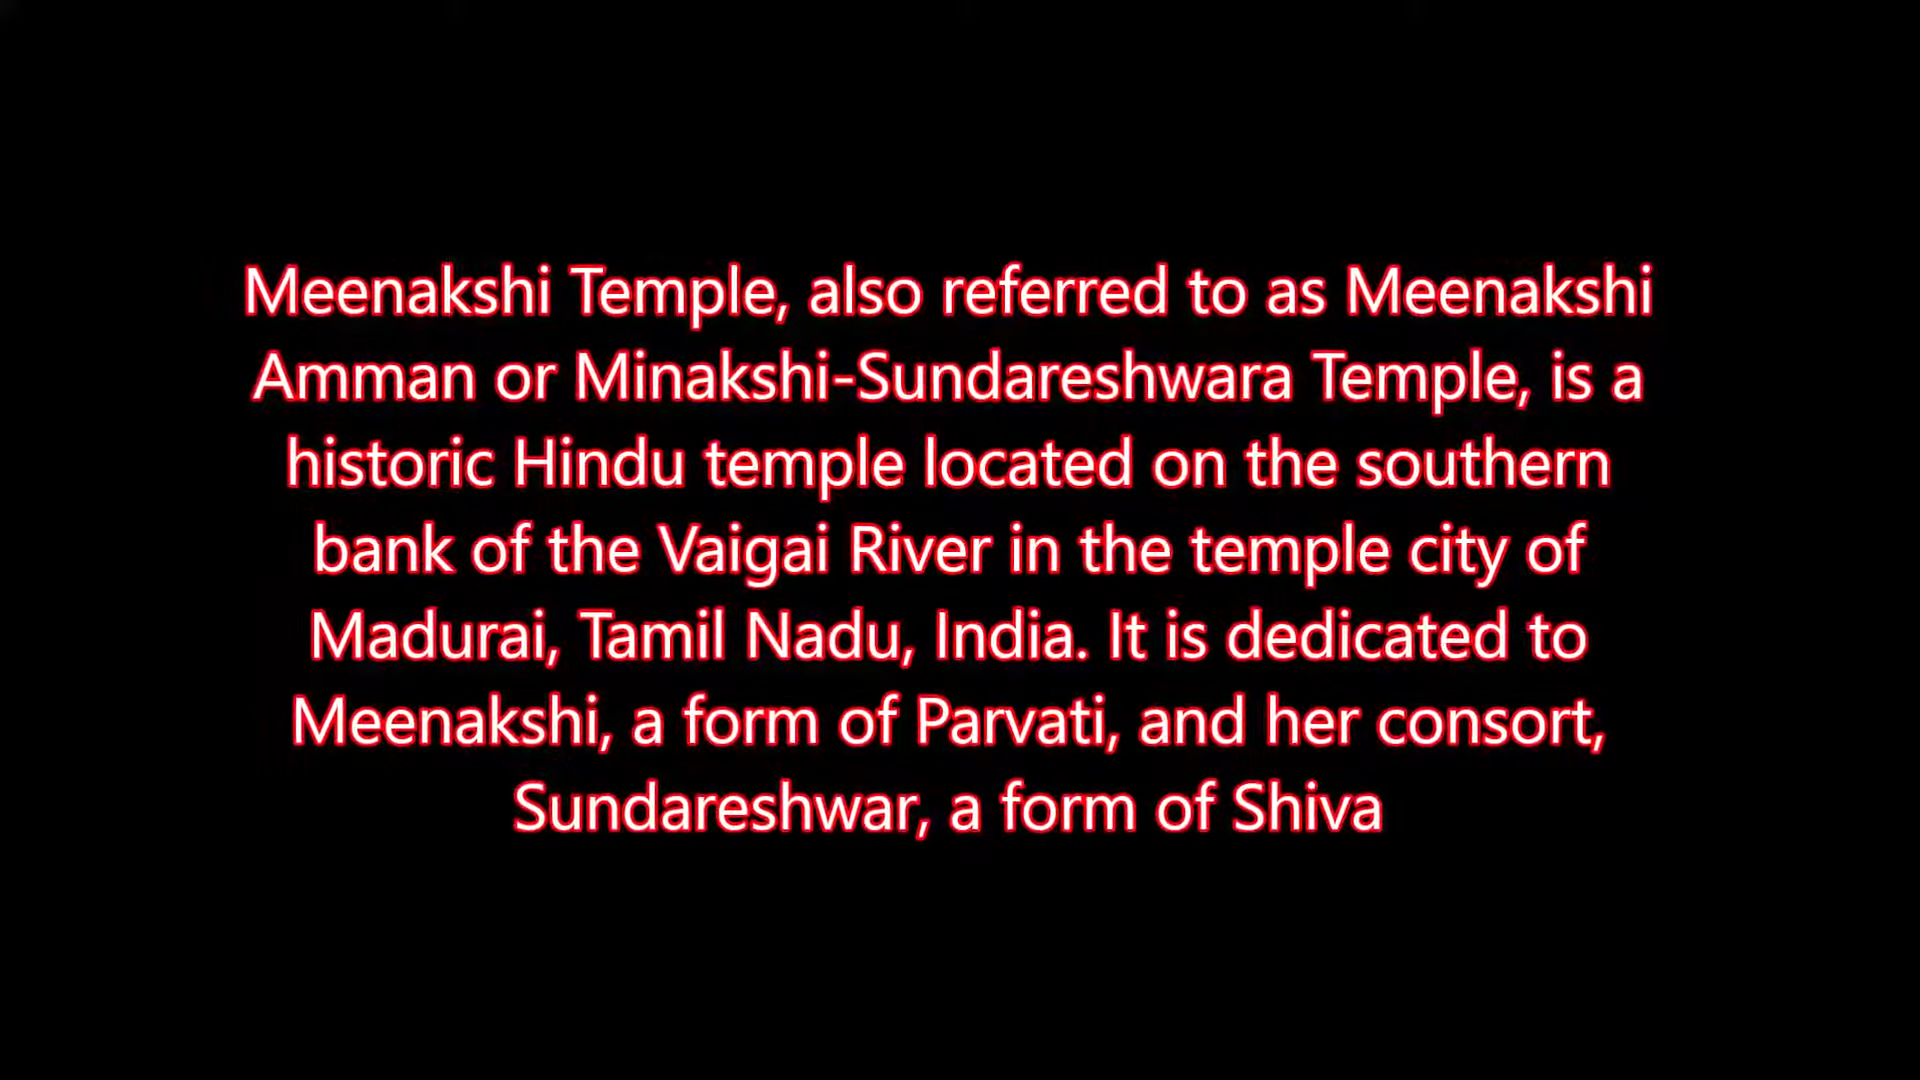 Meenakshi Temple, also referred to as Meenakshi
Amman or Minakshi-Sundareshwara Temple, is a
historic Hindu temple located on the southern
bank of the Vaigai River in the temple city of
Madurai, Tamil Nadu, India. It is dedicated to
Meenakshi, a form of Parvati, and her consort,
Sundareshwar, a form of Shiva